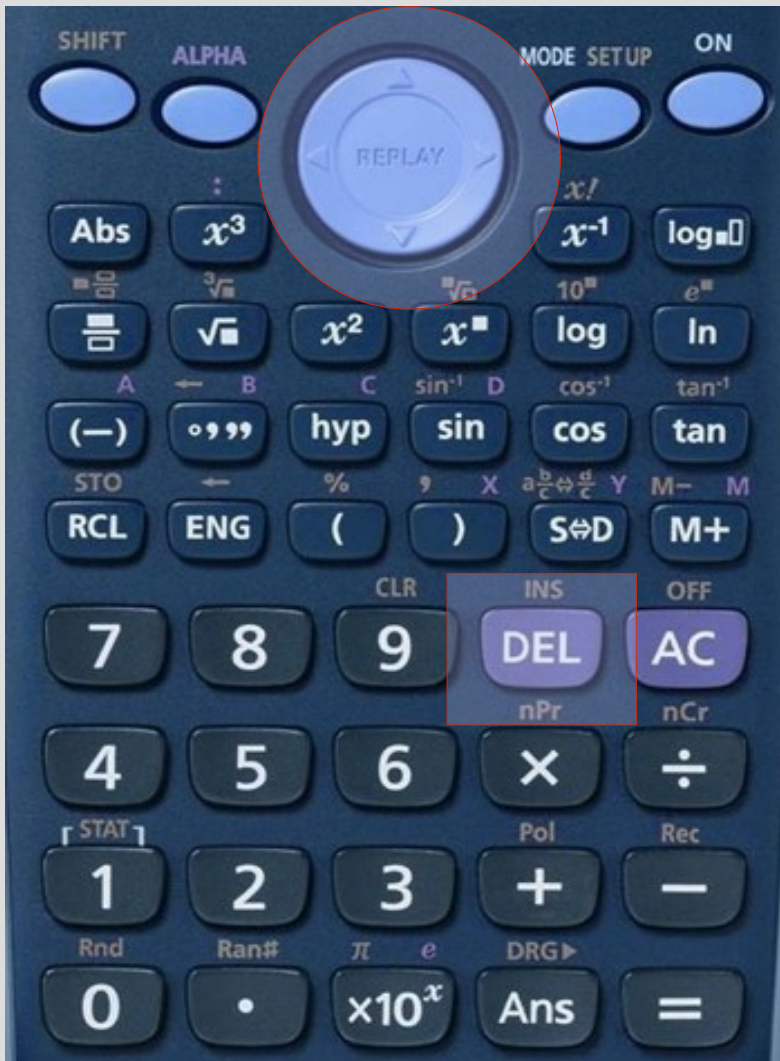 SHIFT ALPHA MODE SETUP ON
REPLAY
: x!
Abs x³ x⁻¹ log■▯
■⊟ ³√■ ■√▯ 10■ e■
⊟ √■ x² x■ log ln
A ← B C sin⁻¹ D cos⁻¹ tan⁻¹
(—) °,,, hyp sin cos tan
STO ← % , X a b/c⇔d/c Y M− M
RCL ENG ( ) S⇔D M+
CLR INS OFF
7 8 9 DEL AC
nPr nCr
4 5 6 × ÷
STAT Pol Rec
1 2 3 + −
Rnd Ran# π e DRG▶
0 • ×10ˣ Ans =